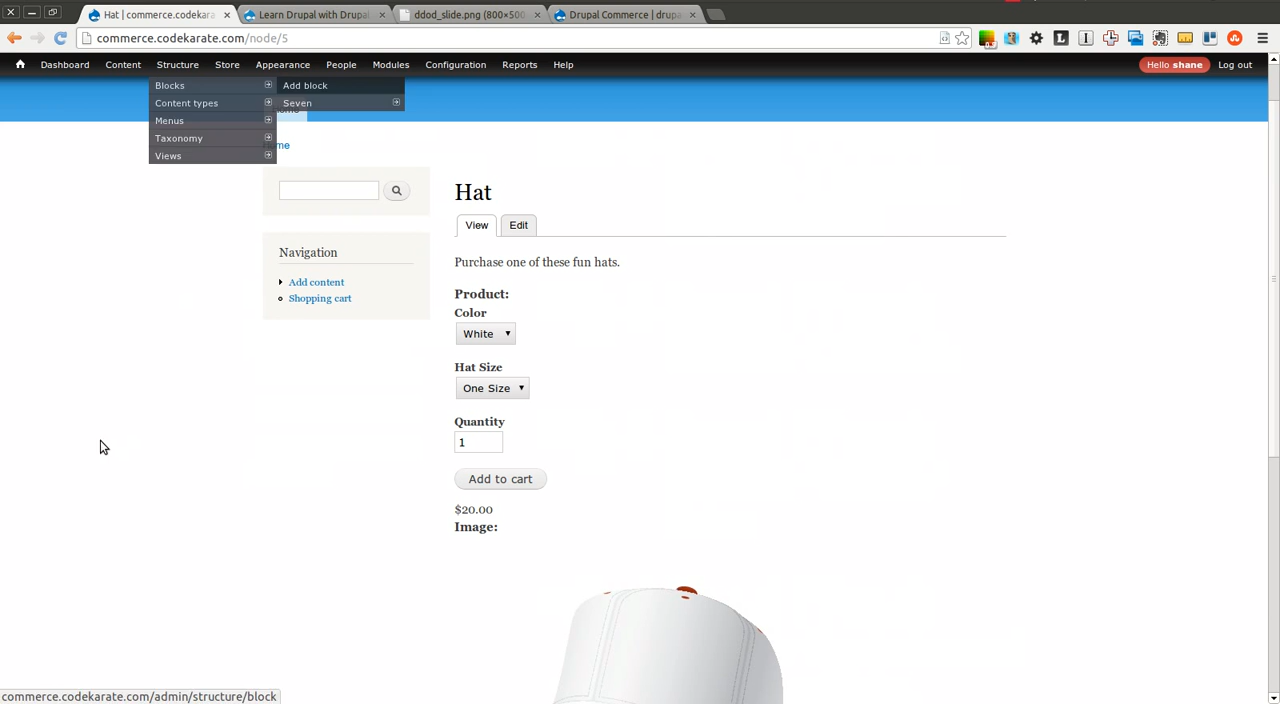 Hat | commerce.codekara
Learn Drupal with Drupal
ddod_slide.png (800×500
Drupal Commerce | drupa
commerce.codekarate.com/node/5
Dashboard Content Structure Store Appearance People Modules Configuration Reports Help
Hello shane Log out
Blocks
Add block
Content types
Seven
Menus
Taxonomy
Views
Hat
View Edit
Navigation
Add content
Shopping cart
Purchase one of these fun hats.
Product:
Color
White
Hat Size
One Size
Quantity
1
Add to cart
$20.00
Image:
commerce.codekarate.com/admin/structure/block